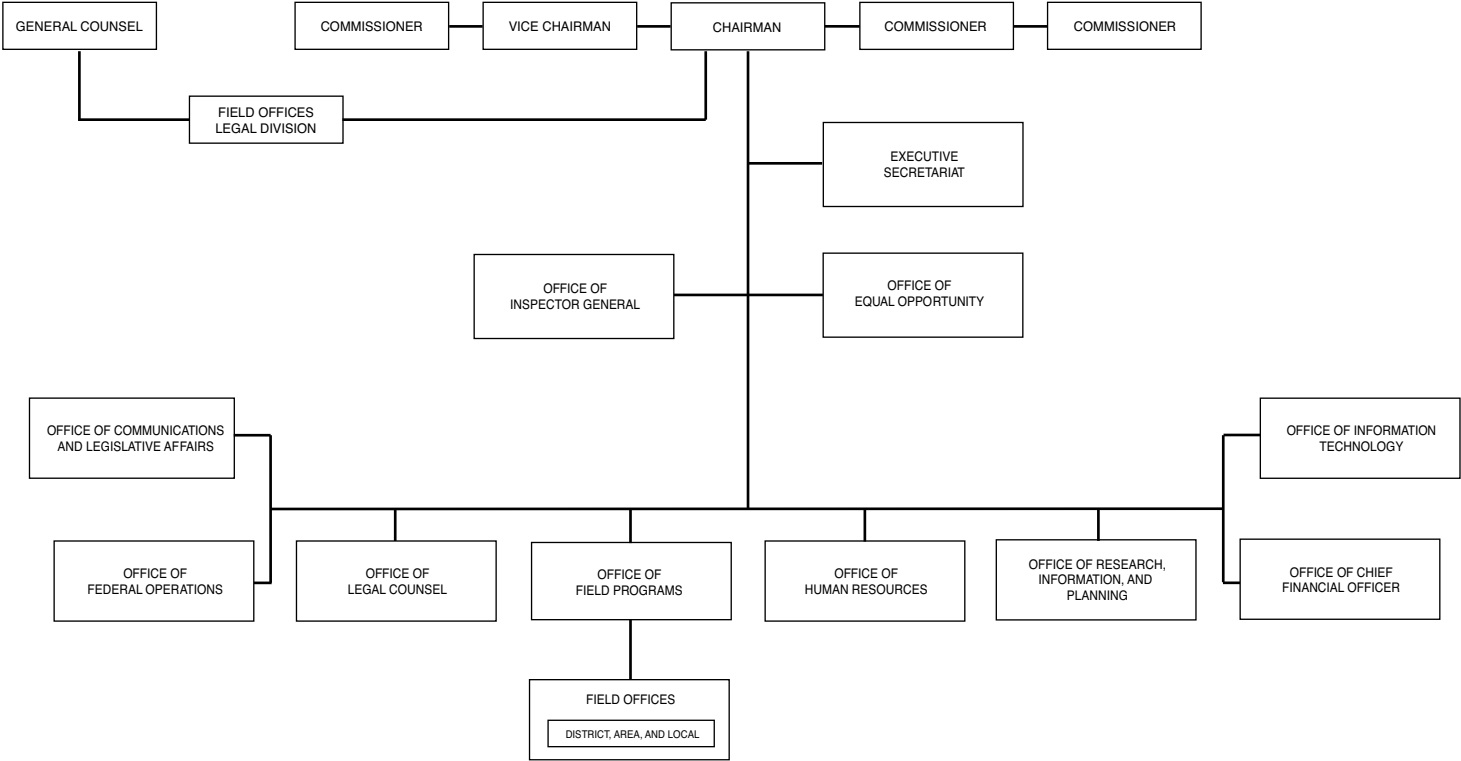 GENERAL COUNSEL
COMMISSIONER
VICE CHAIRMAN
CHAIRMAN
COMMISSIONER
COMMISSIONER
FIELD OFFICES
LEGAL DIVISION
EXECUTIVE
SECRETARIAT
OFFICE OF
INSPECTOR GENERAL
OFFICE OF
EQUAL OPPORTUNITY
OFFICE OF COMMUNICATIONS
AND LEGISLATIVE AFFAIRS
OFFICE OF INFORMATION
TECHNOLOGY
OFFICE OF
FEDERAL OPERATIONS
OFFICE OF
LEGAL COUNSEL
OFFICE OF
FIELD PROGRAMS
OFFICE OF
HUMAN RESOURCES
OFFICE OF RESEARCH,
INFORMATION, AND
PLANNING
OFFICE OF CHIEF
FINANCIAL OFFICER
FIELD OFFICES
DISTRICT, AREA, AND LOCAL